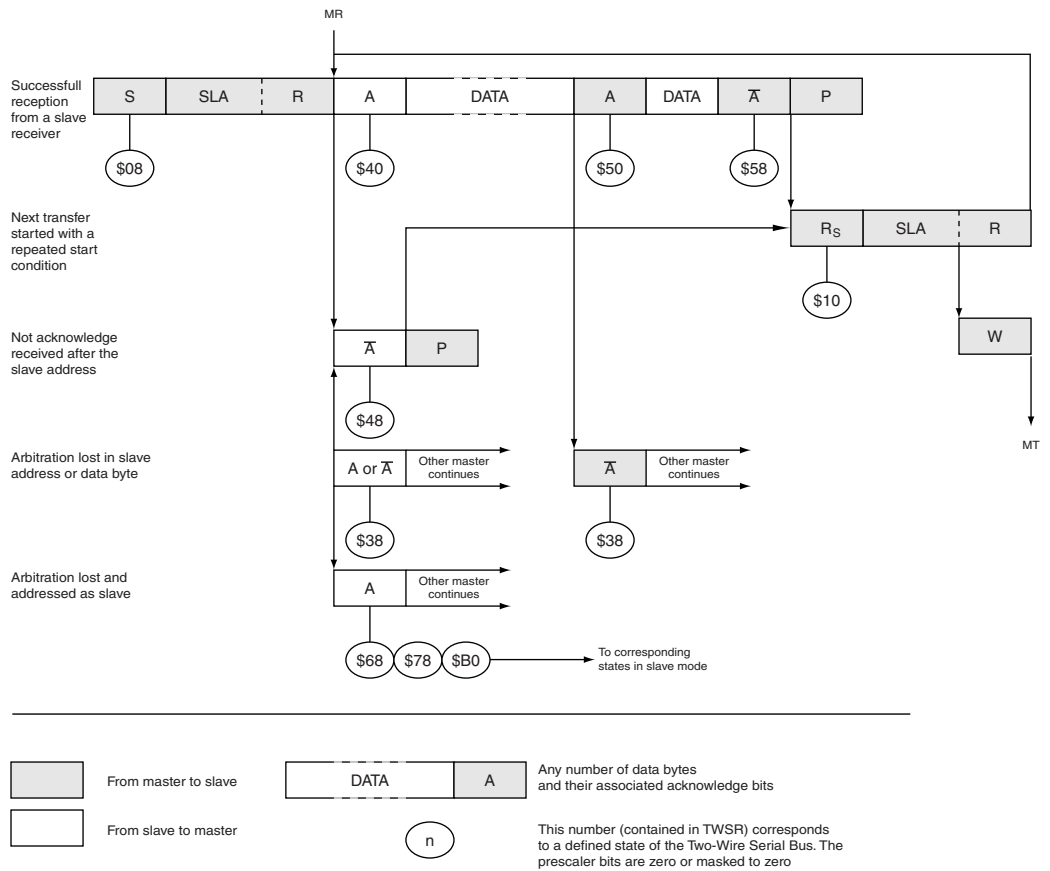 MR
Successfull
reception
from a slave
receiver
S SLA R A DATA A DATA A̅ P
$08 $40 $50 $58
Next transfer
started with a
repeated start
condition
RS SLA R
$10
W
MT
Not acknowledge
received after the
slave address
A̅ P
$48
Arbitration lost in slave
address or data byte
A or A̅
Other master
continues
A̅
Other master
continues
$38 $38
Arbitration lost and
addressed as slave
A
Other master
continues
$68 $78 $B0
To corresponding
states in slave mode
From master to slave
DATA A
Any number of data bytes
and their associated acknowledge bits
From slave to master
n
This number (contained in TWSR) corresponds
to a defined state of the Two-Wire Serial Bus. The
prescaler bits are zero or masked to zero